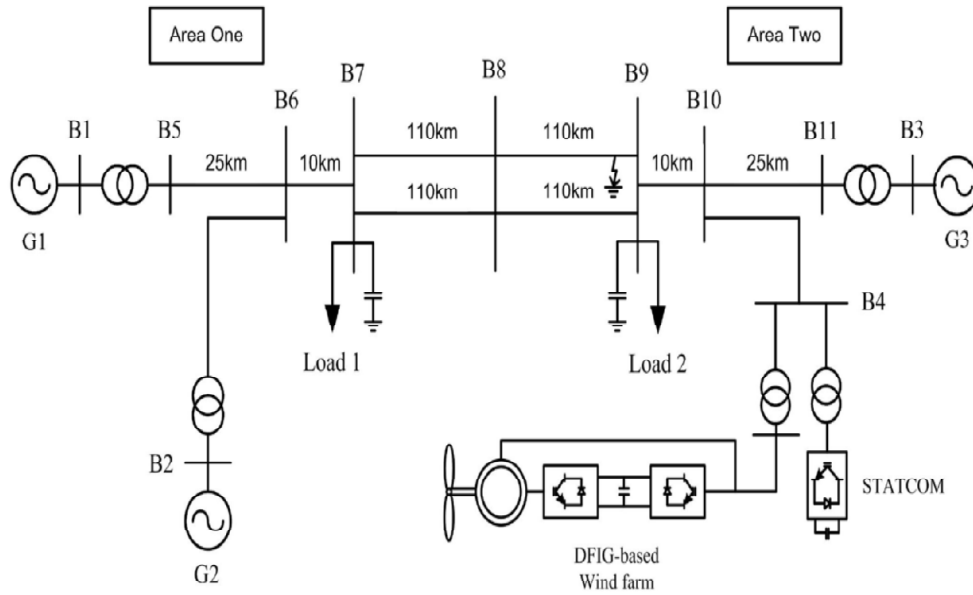 Area One
Area Two
B7
B8
B9
B6
B10
B1
B5
B11
B3
110km
110km
25km
10km
10km
25km
110km
110km
G1
G3
B4
Load 1
Load 2
B2
STATCOM
G2
DFIG-based
Wind farm